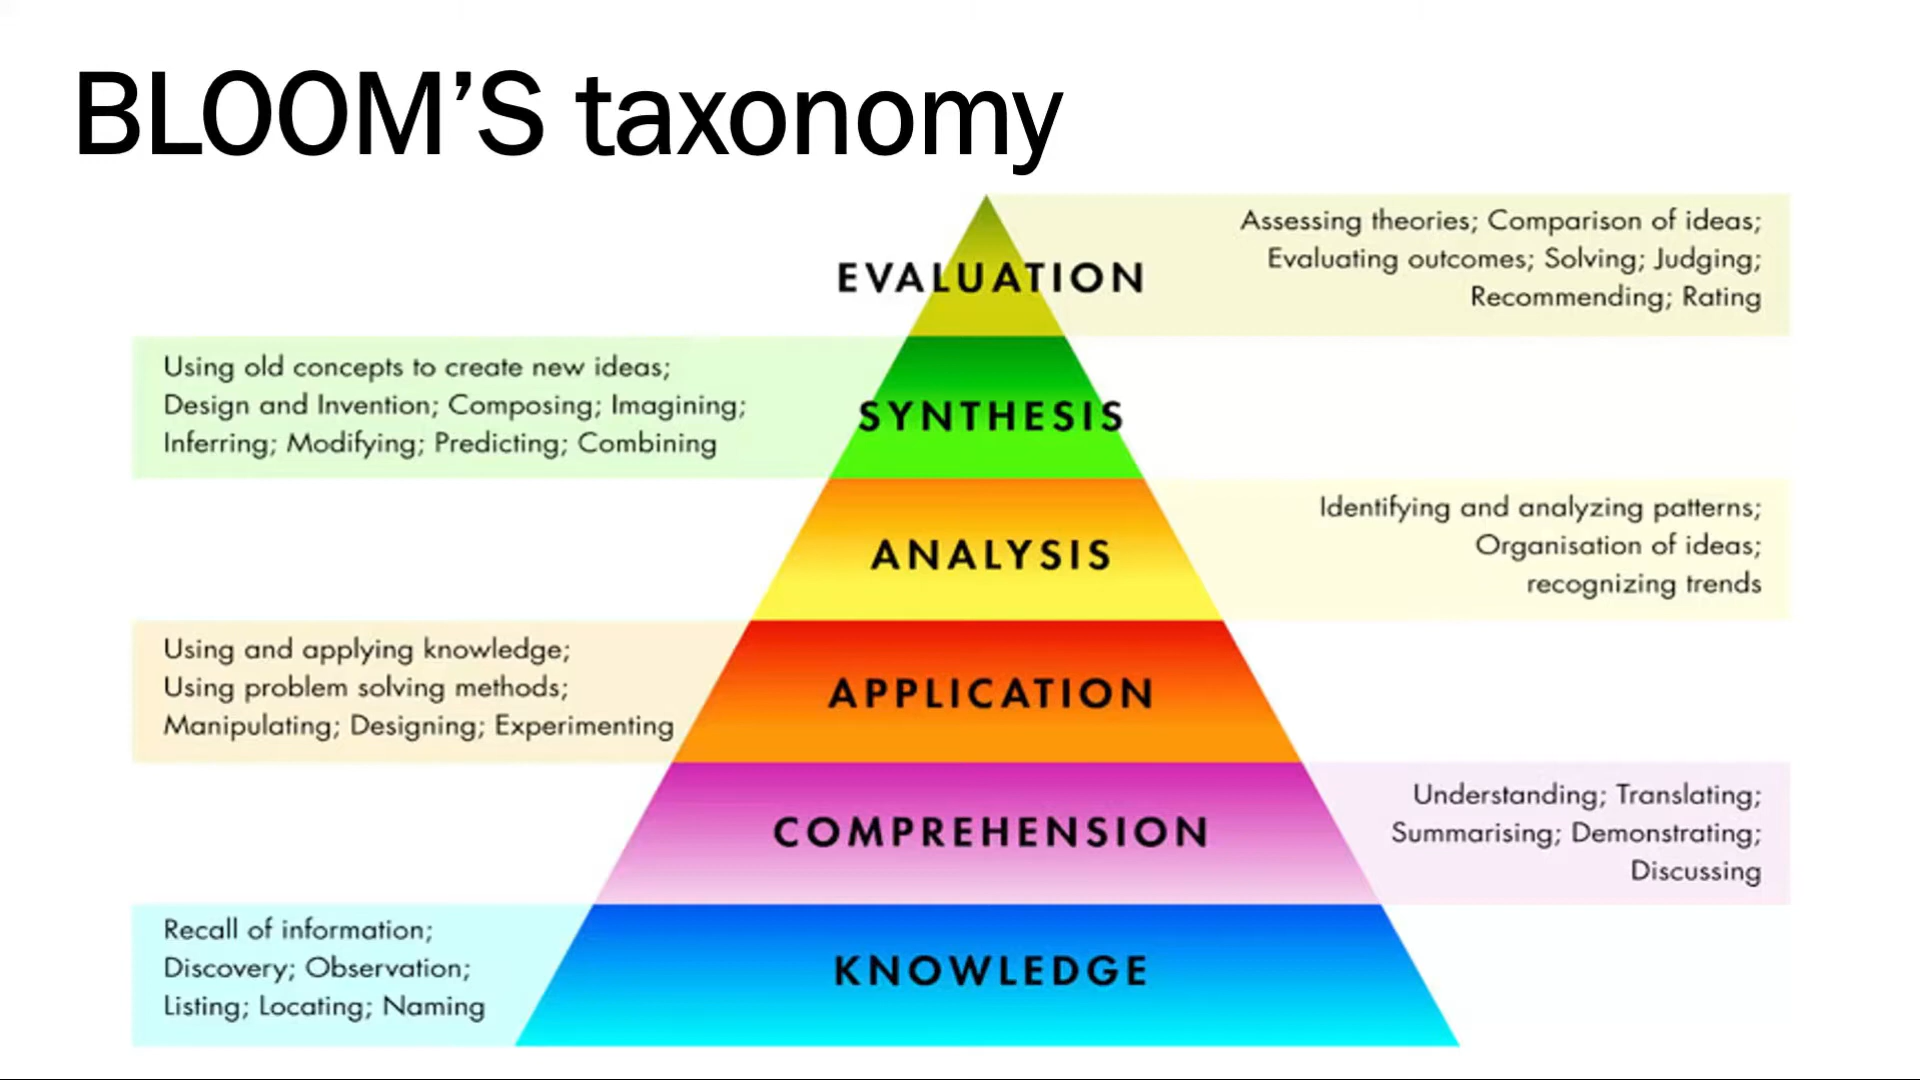 BLOOM’S taxonomy
EVALUATION
Assessing theories; Comparison of ideas;
Evaluating outcomes; Solving; Judging;
Recommending; Rating
SYNTHESIS
Using old concepts to create new ideas;
Design and Invention; Composing; Imagining;
Inferring; Modifying; Predicting; Combining
ANALYSIS
Identifying and analyzing patterns;
Organisation of ideas;
recognizing trends
APPLICATION
Using and applying knowledge;
Using problem solving methods;
Manipulating; Designing; Experimenting
COMPREHENSION
Understanding; Translating;
Summarising; Demonstrating;
Discussing
KNOWLEDGE
Recall of information;
Discovery; Observation;
Listing; Locating; Naming